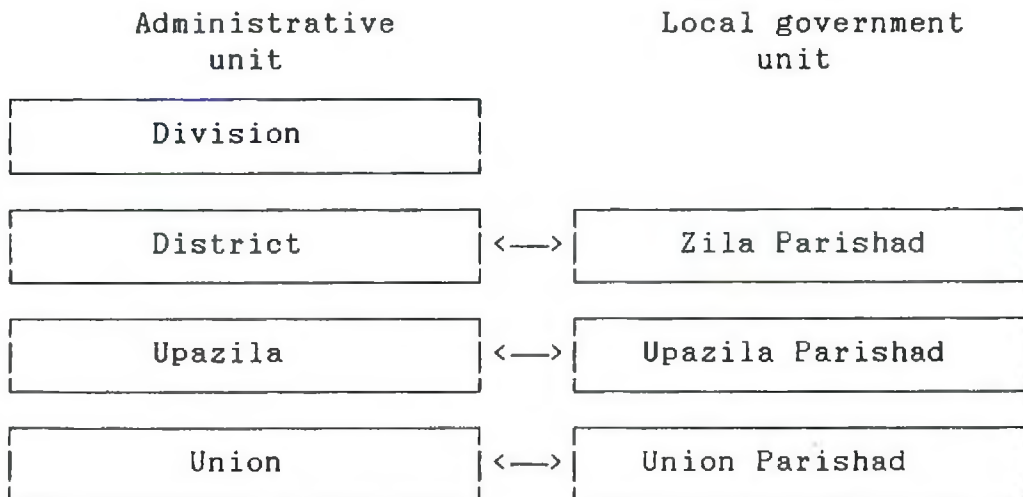 Administrative
unit
Local government
unit
Division
District <—> Zila Parishad
Upazila <—> Upazila Parishad
Union <—> Union Parishad